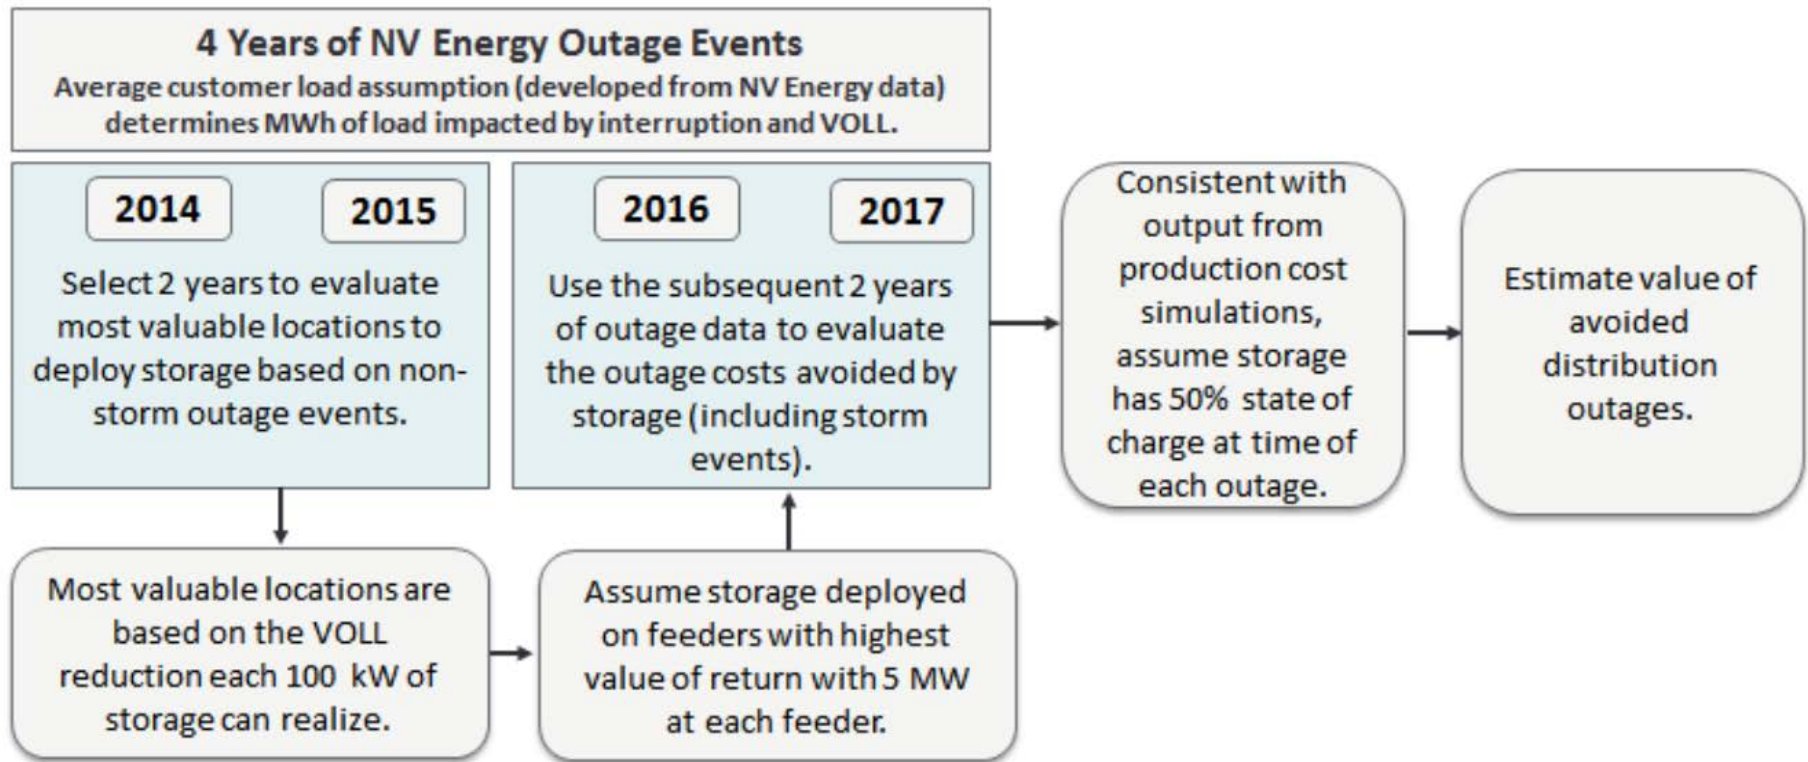 4 Years of NV Energy Outage Events
Average customer load assumption (developed from NV Energy data)
determines MWh of load impacted by interruption and VOLL.
2014
2015
Select 2 years to evaluate
most valuable locations to
deploy storage based on non-
storm outage events.
Most valuable locations are
based on the VOLL
reduction each 100 kW of
storage can realize.
Assume storage deployed
on feeders with highest
value of return with 5 MW
at each feeder.
2016
2017
Use the subsequent 2 years
of outage data to evaluate
the outage costs avoided by
storage (including storm
events).
Consistent with
output from
production cost
simulations,
assume storage
has 50% state of
charge at time of
each outage.
Estimate value of
avoided
distribution
outages.